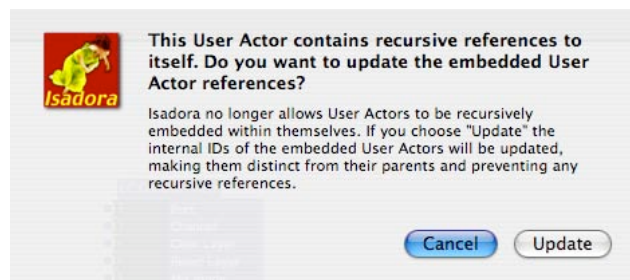 Isadora
This User Actor contains recursive references to
itself. Do you want to update the embedded User
Actor references?
Isadora no longer allows User Actors to be recursively
embedded within themselves. If you choose "Update" the
internal IDs of the embedded User Actors will be updated,
making them distinct from their parents and preventing any
recursive references.
Cancel
Update